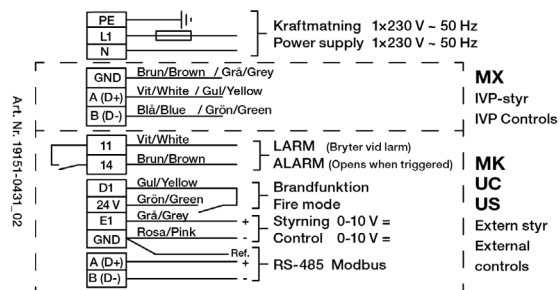 PE
L1
N
Kraftmatning 1x230 V ~ 50 Hz
Power supply 1x230 V ~ 50 Hz
GND Brun/Brown / Grå/Grey
A (D+) Vit/White / Gul/Yellow
B (D-) Blå/Blue / Grön/Green
MX
IVP-styr
IVP Controls
Art. Nr. 19151-0431_02
11 Vit/White
14 Brun/Brown
LARM (Bryter vid larm)
ALARM (Opens when triggered)
D1 Gul/Yellow
24 V Grön/Green
Brandfunktion
Fire mode
E1 Grå/Grey +
GND Rosa/Pink -
Styrning 0-10 V =
Control 0-10 V =
Ref.
A (D+) +
B (D-) -
RS-485 Modbus
MK
UC
US
Extern styr
External
controls